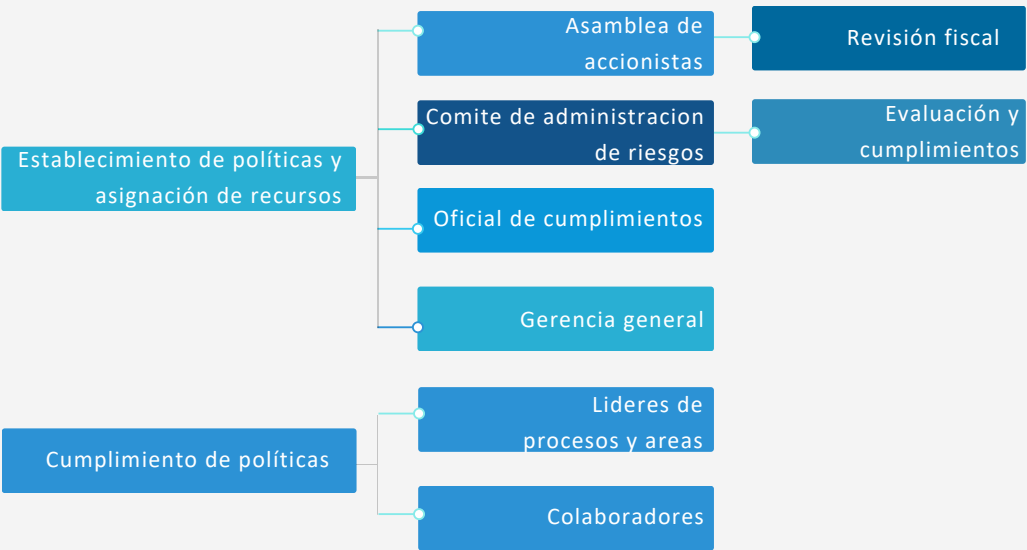 Establecimiento de políticas y
asignación de recursos
Asamblea de
accionistas
Revisión fiscal
Comite de administracion
de riesgos
Evaluación y
cumplimientos
Oficial de cumplimientos
Gerencia general
Cumplimiento de políticas
Lideres de
procesos y areas
Colaboradores